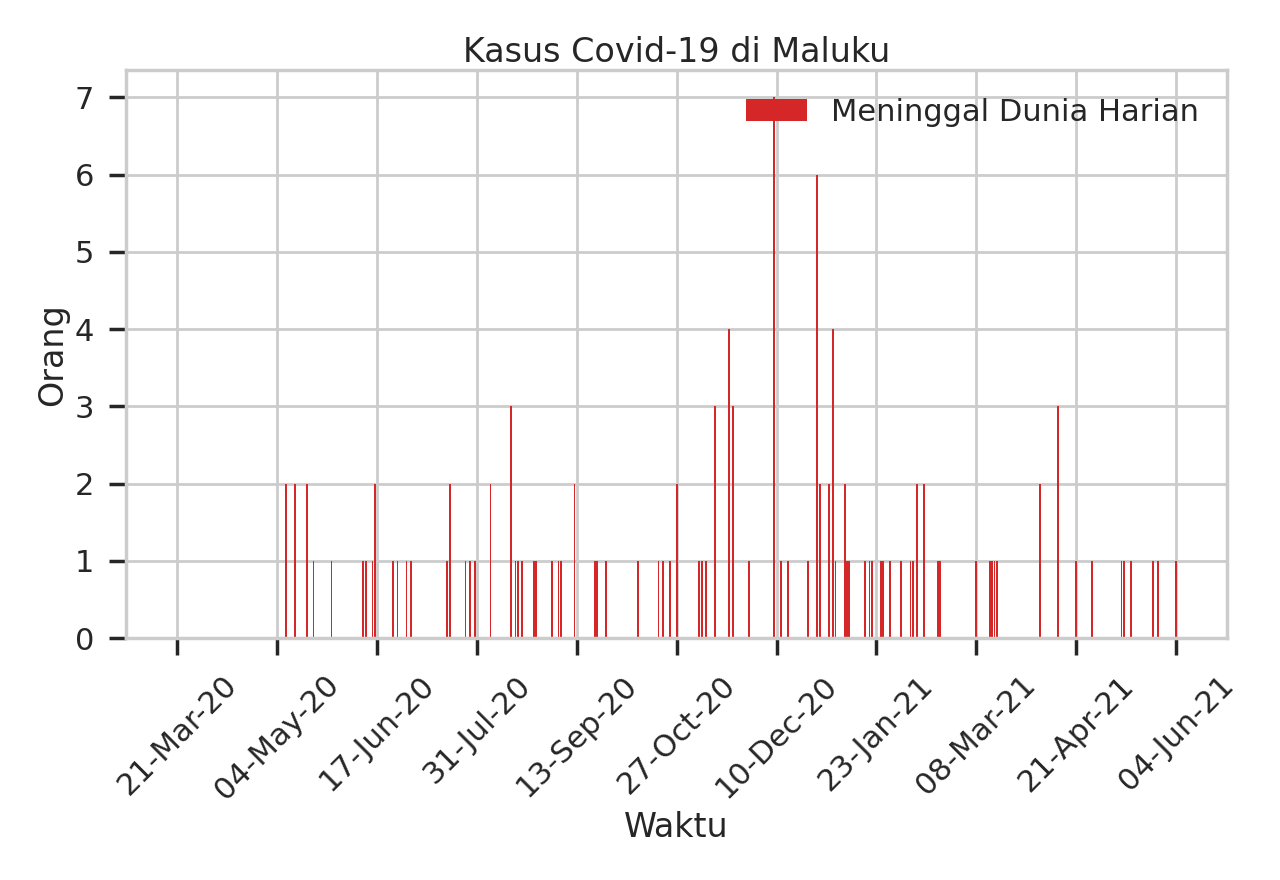 Kasus Covid-19 di Maluku
Meninggal Dunia Harian
Orang
7
6
5
4
3
2
1
0
21-Mar-20
04-May-20
17-Jun-20
31-Jul-20
13-Sep-20
27-Oct-20
10-Dec-20
23-Jan-21
08-Mar-21
21-Apr-21
04-Jun-21
Waktu